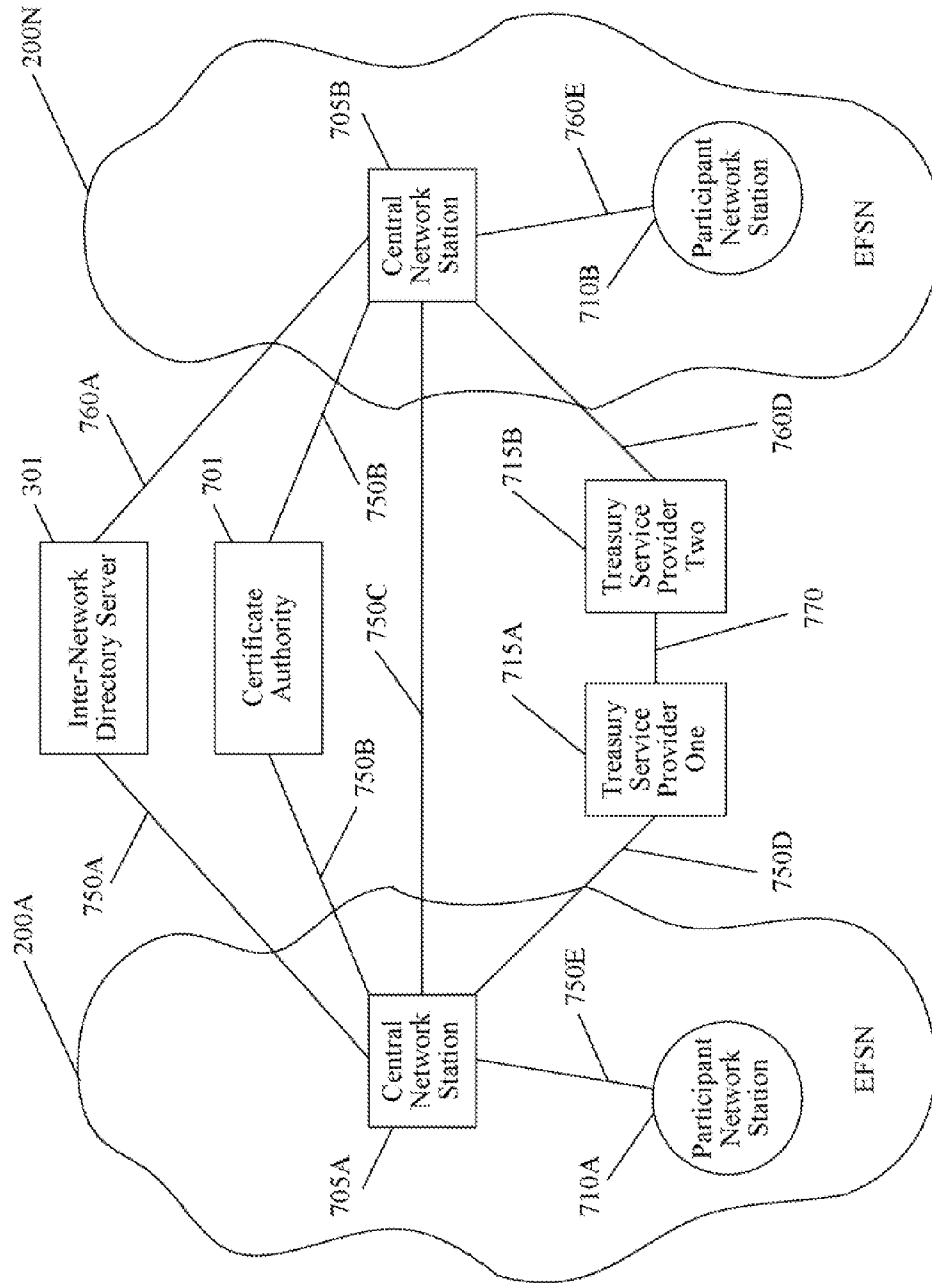 200A
750A
Inter-Network
Directory Server
301
760A
200N
Certificate
Authority
701
750B
750B
705A
Central
Network
Station
750C
Central
Network
Station
705B
750E
750D
715A
Treasury
Service
Provider
One
770
Treasury
Service
Provider
Two
715B
760D
760E
710A
Participant
Network
Station
EFSN
710B
Participant
Network
Station
EFSN